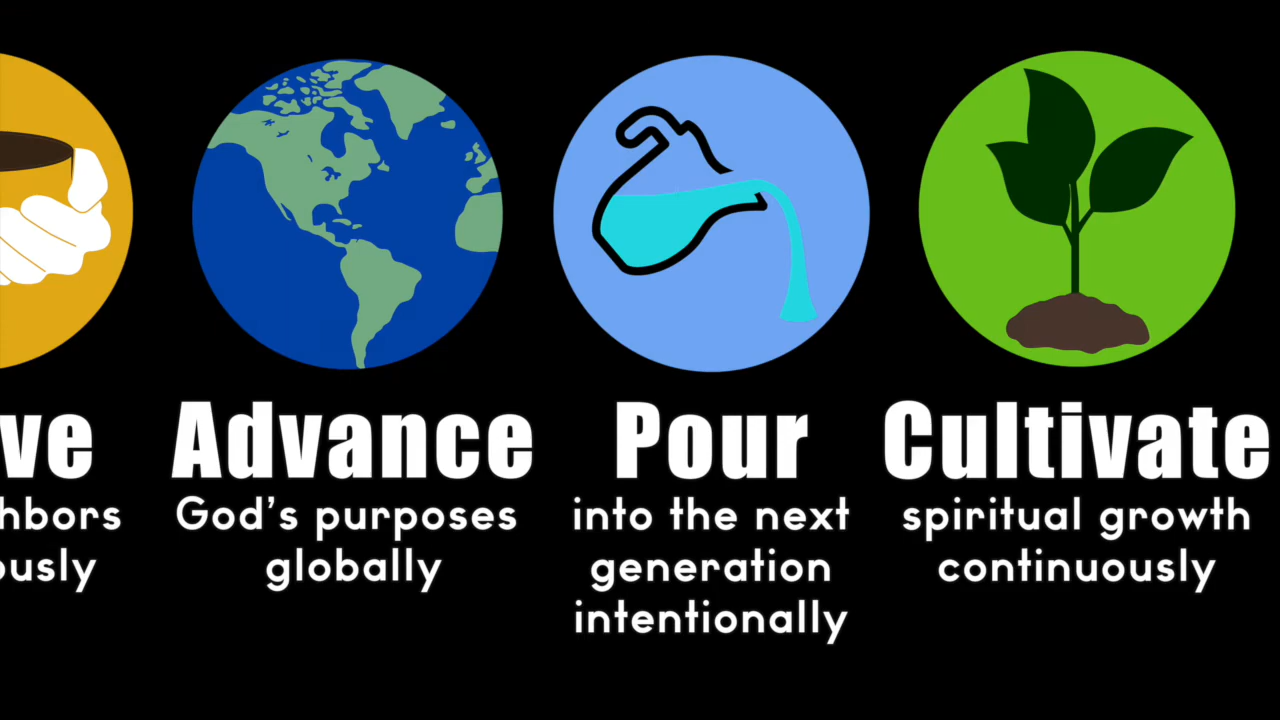 Advance
God's purposes
globally
Pour
into the next
generation
intentionally
Cultivate
spiritual growth
continuously